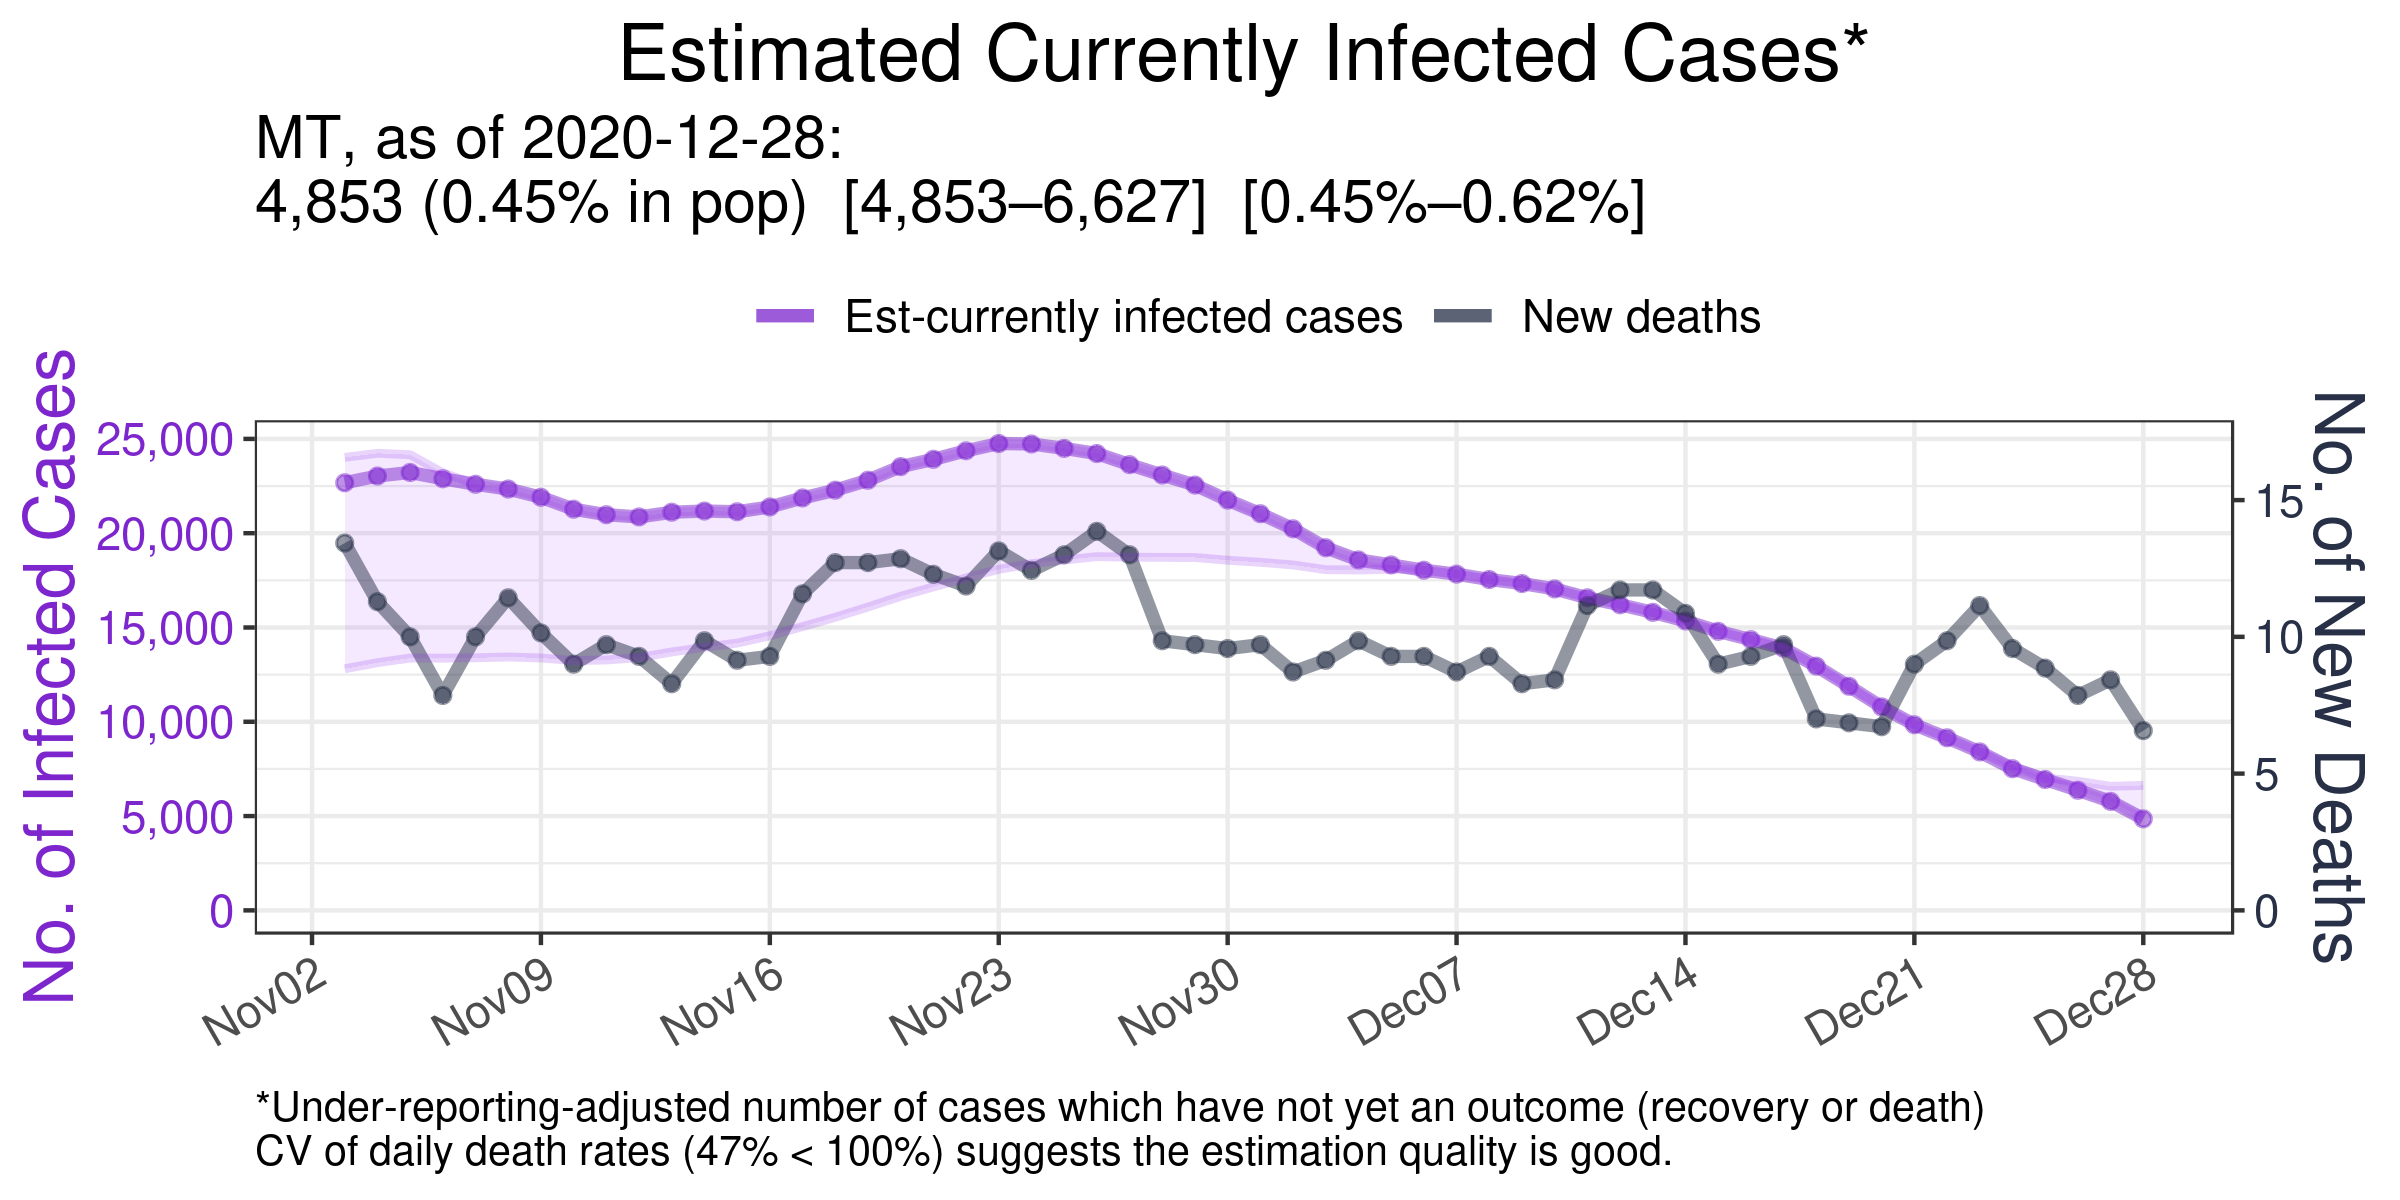 Estimated Currently Infected Cases*
MT, as of 2020-12-28:
4,853 (0.45% in pop)  [4,853–6,627]  [0.45%–0.62%]
Est-currently infected cases
New deaths
No. of Infected Cases
25,000
20,000
15,000
10,000
5,000
0
15
10
5
0
No. of New Deaths
Nov02
Nov09
Nov16
Nov23
Nov30
Dec07
Dec14
Dec21
Dec28
*Under-reporting-adjusted number of cases which have not yet an outcome (recovery or death)
CV of daily death rates (47% < 100%) suggests the estimation quality is good.